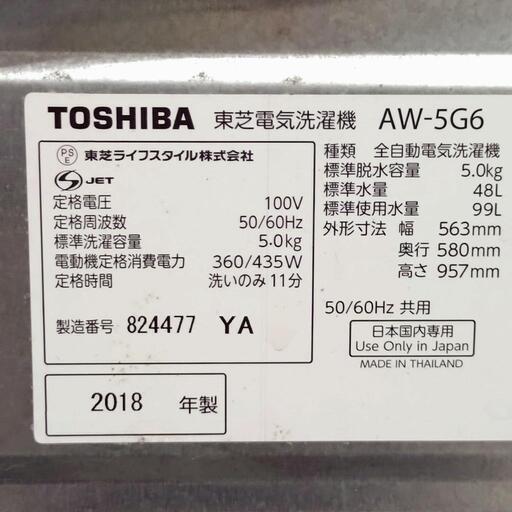 TOSHIBA 東芝電気洗濯機 AW-5G6
PS E 東芝ライフスタイル株式会社
S JET
定格電圧 100V
定格周波数 50/60Hz
標準洗濯容量 5.0kg
電動機定格消費電力 360/435W
定格時間 洗いのみ11分
製造番号 824477 YA
2018 年製
種類 全自動電気洗濯機
標準脱水容量 5.0kg
標準水量 48L
標準使用水量 99L
外形寸法 幅 563mm
奥行 580mm
高さ 957mm
50/60Hz 共用
日本国内専用
Use Only in Japan
MADE IN THAILAND